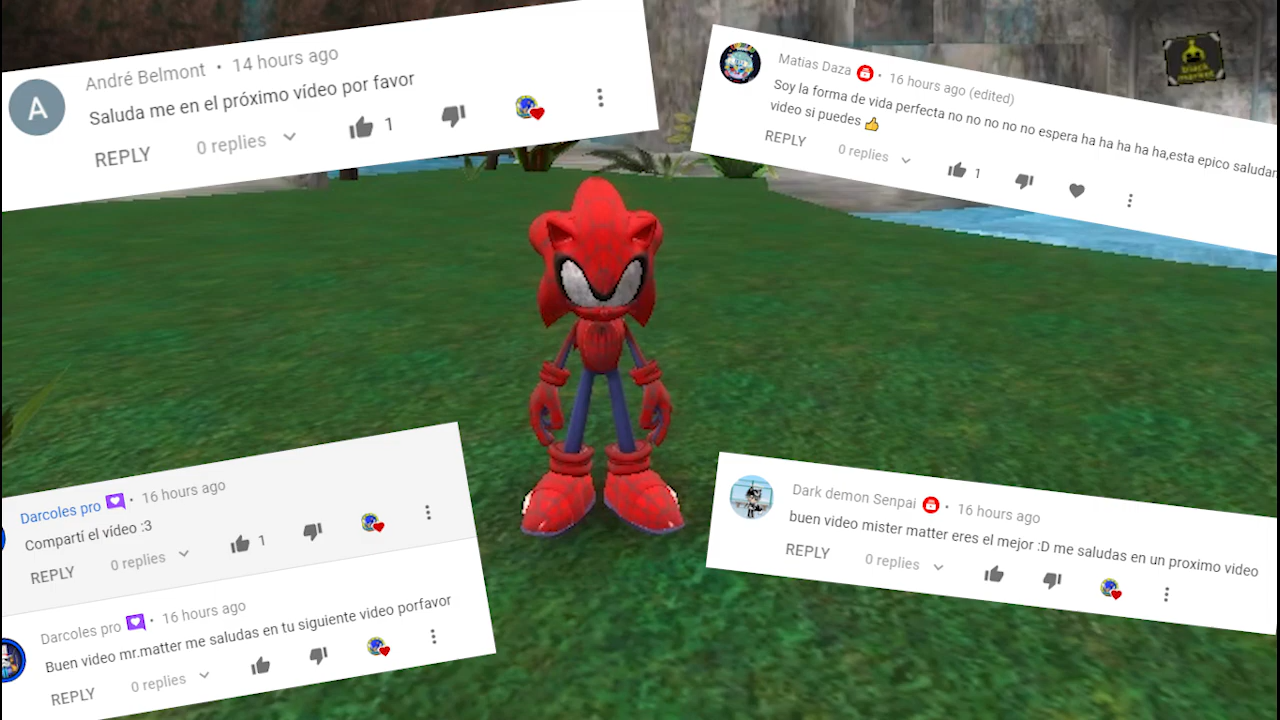 André Belmont • 14 hours ago
Saluda me en el próximo vídeo por favor
REPLY 0 replies 1
Matias Daza • 16 hours ago (edited)
Soy la forma de vida perfecta no no no no no espera ha ha ha ha ha,esta epico saludar
video si puedes 👍
REPLY 0 replies 1
Darcoles pro • 16 hours ago
Compartí el vídeo :3
REPLY 0 replies 1
Darcoles pro • 16 hours ago
Buen video mr.matter me saludas en tu siguiente video porfavor
REPLY 0 replies
Dark demon Senpai • 16 hours ago
buen video mister matter eres el mejor :D me saludas en un proximo video
REPLY 0 replies